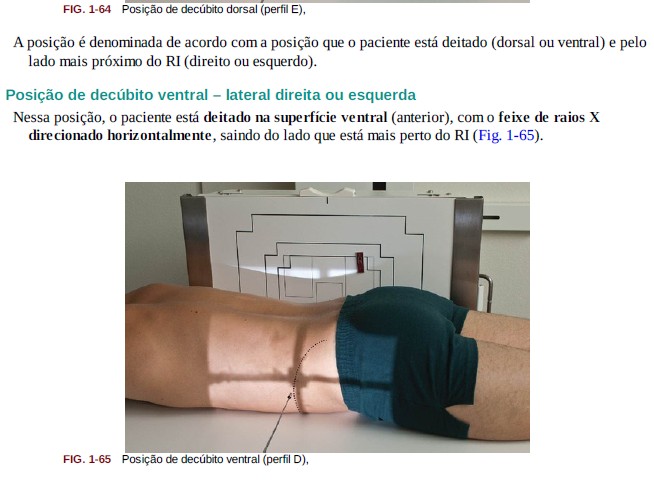 FIG. 1-64 Posição de decúbito dorsal (perfil E),
A posição é denominada de acordo com a posição que o paciente está deitado (dorsal ou ventral) e pelo
lado mais próximo do RI (direito ou esquerdo).
Posição de decúbito ventral – lateral direita ou esquerda
Nessa posição, o paciente está deitado na superfície ventral (anterior), com o feixe de raios X
direcionado horizontalmente, saindo do lado que está mais perto do RI (Fig. 1-65).
FIG. 1-65 Posição de decúbito ventral (perfil D),